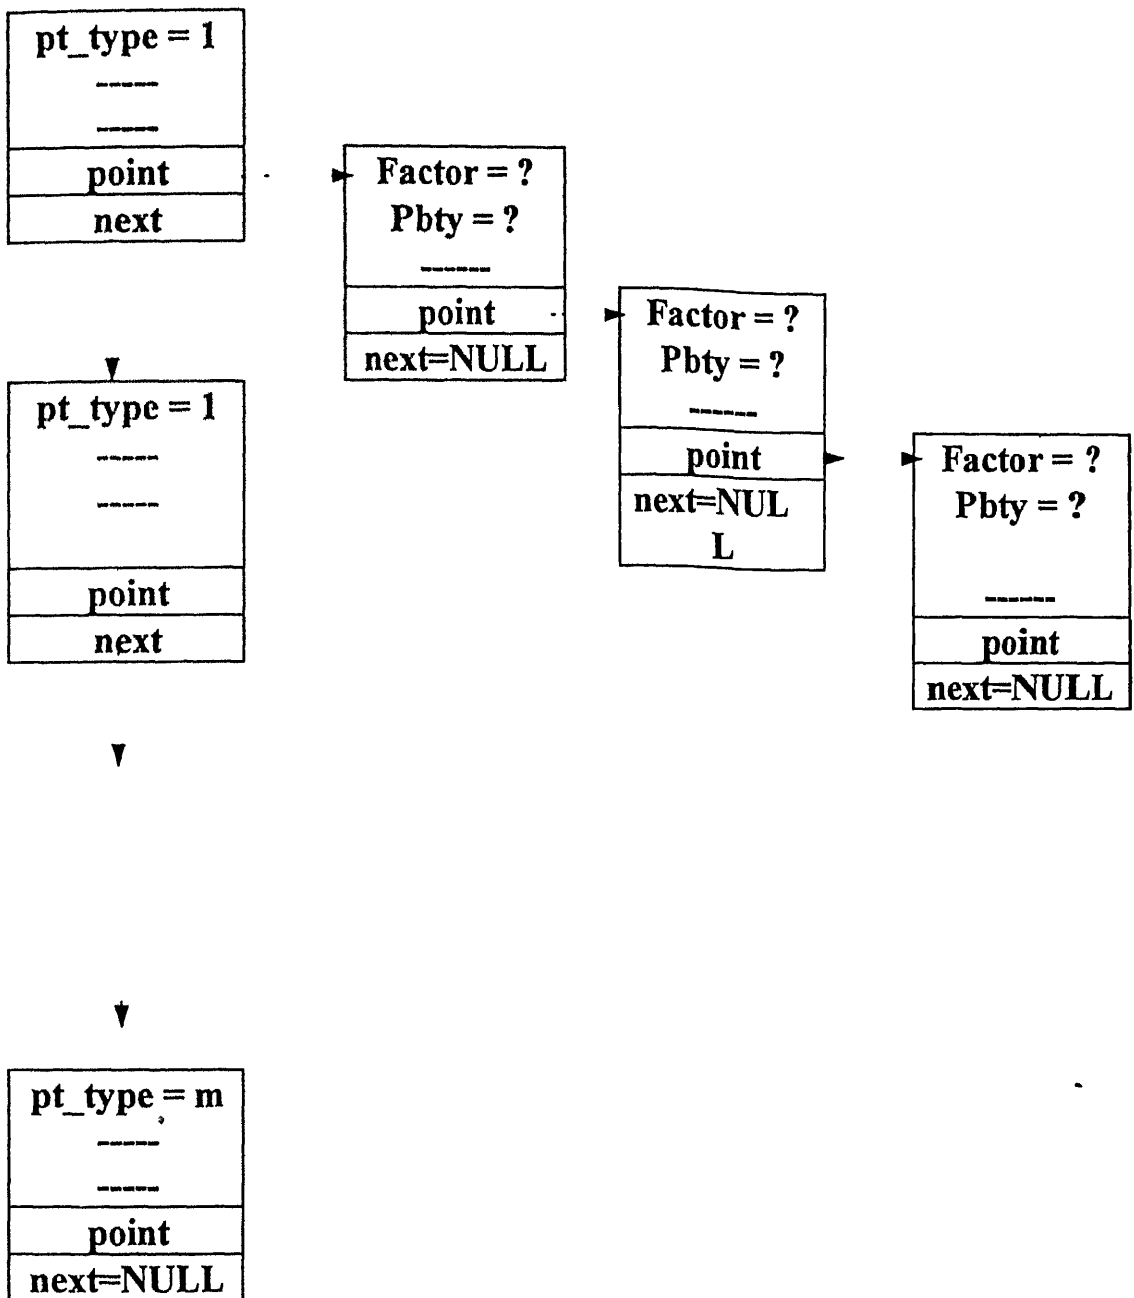 pt_type = 1
-----
-----
point
next
Factor = ?
Pbty = ?
------
point
next=NULL
Factor = ?
Pbty = ?
------
point
next=NUL
L
Factor = ?
Pbty = ?
------
point
next=NULL
pt_type = 1
-----
-----
point
next
pt_type = m
-----
-----
point
next=NULL